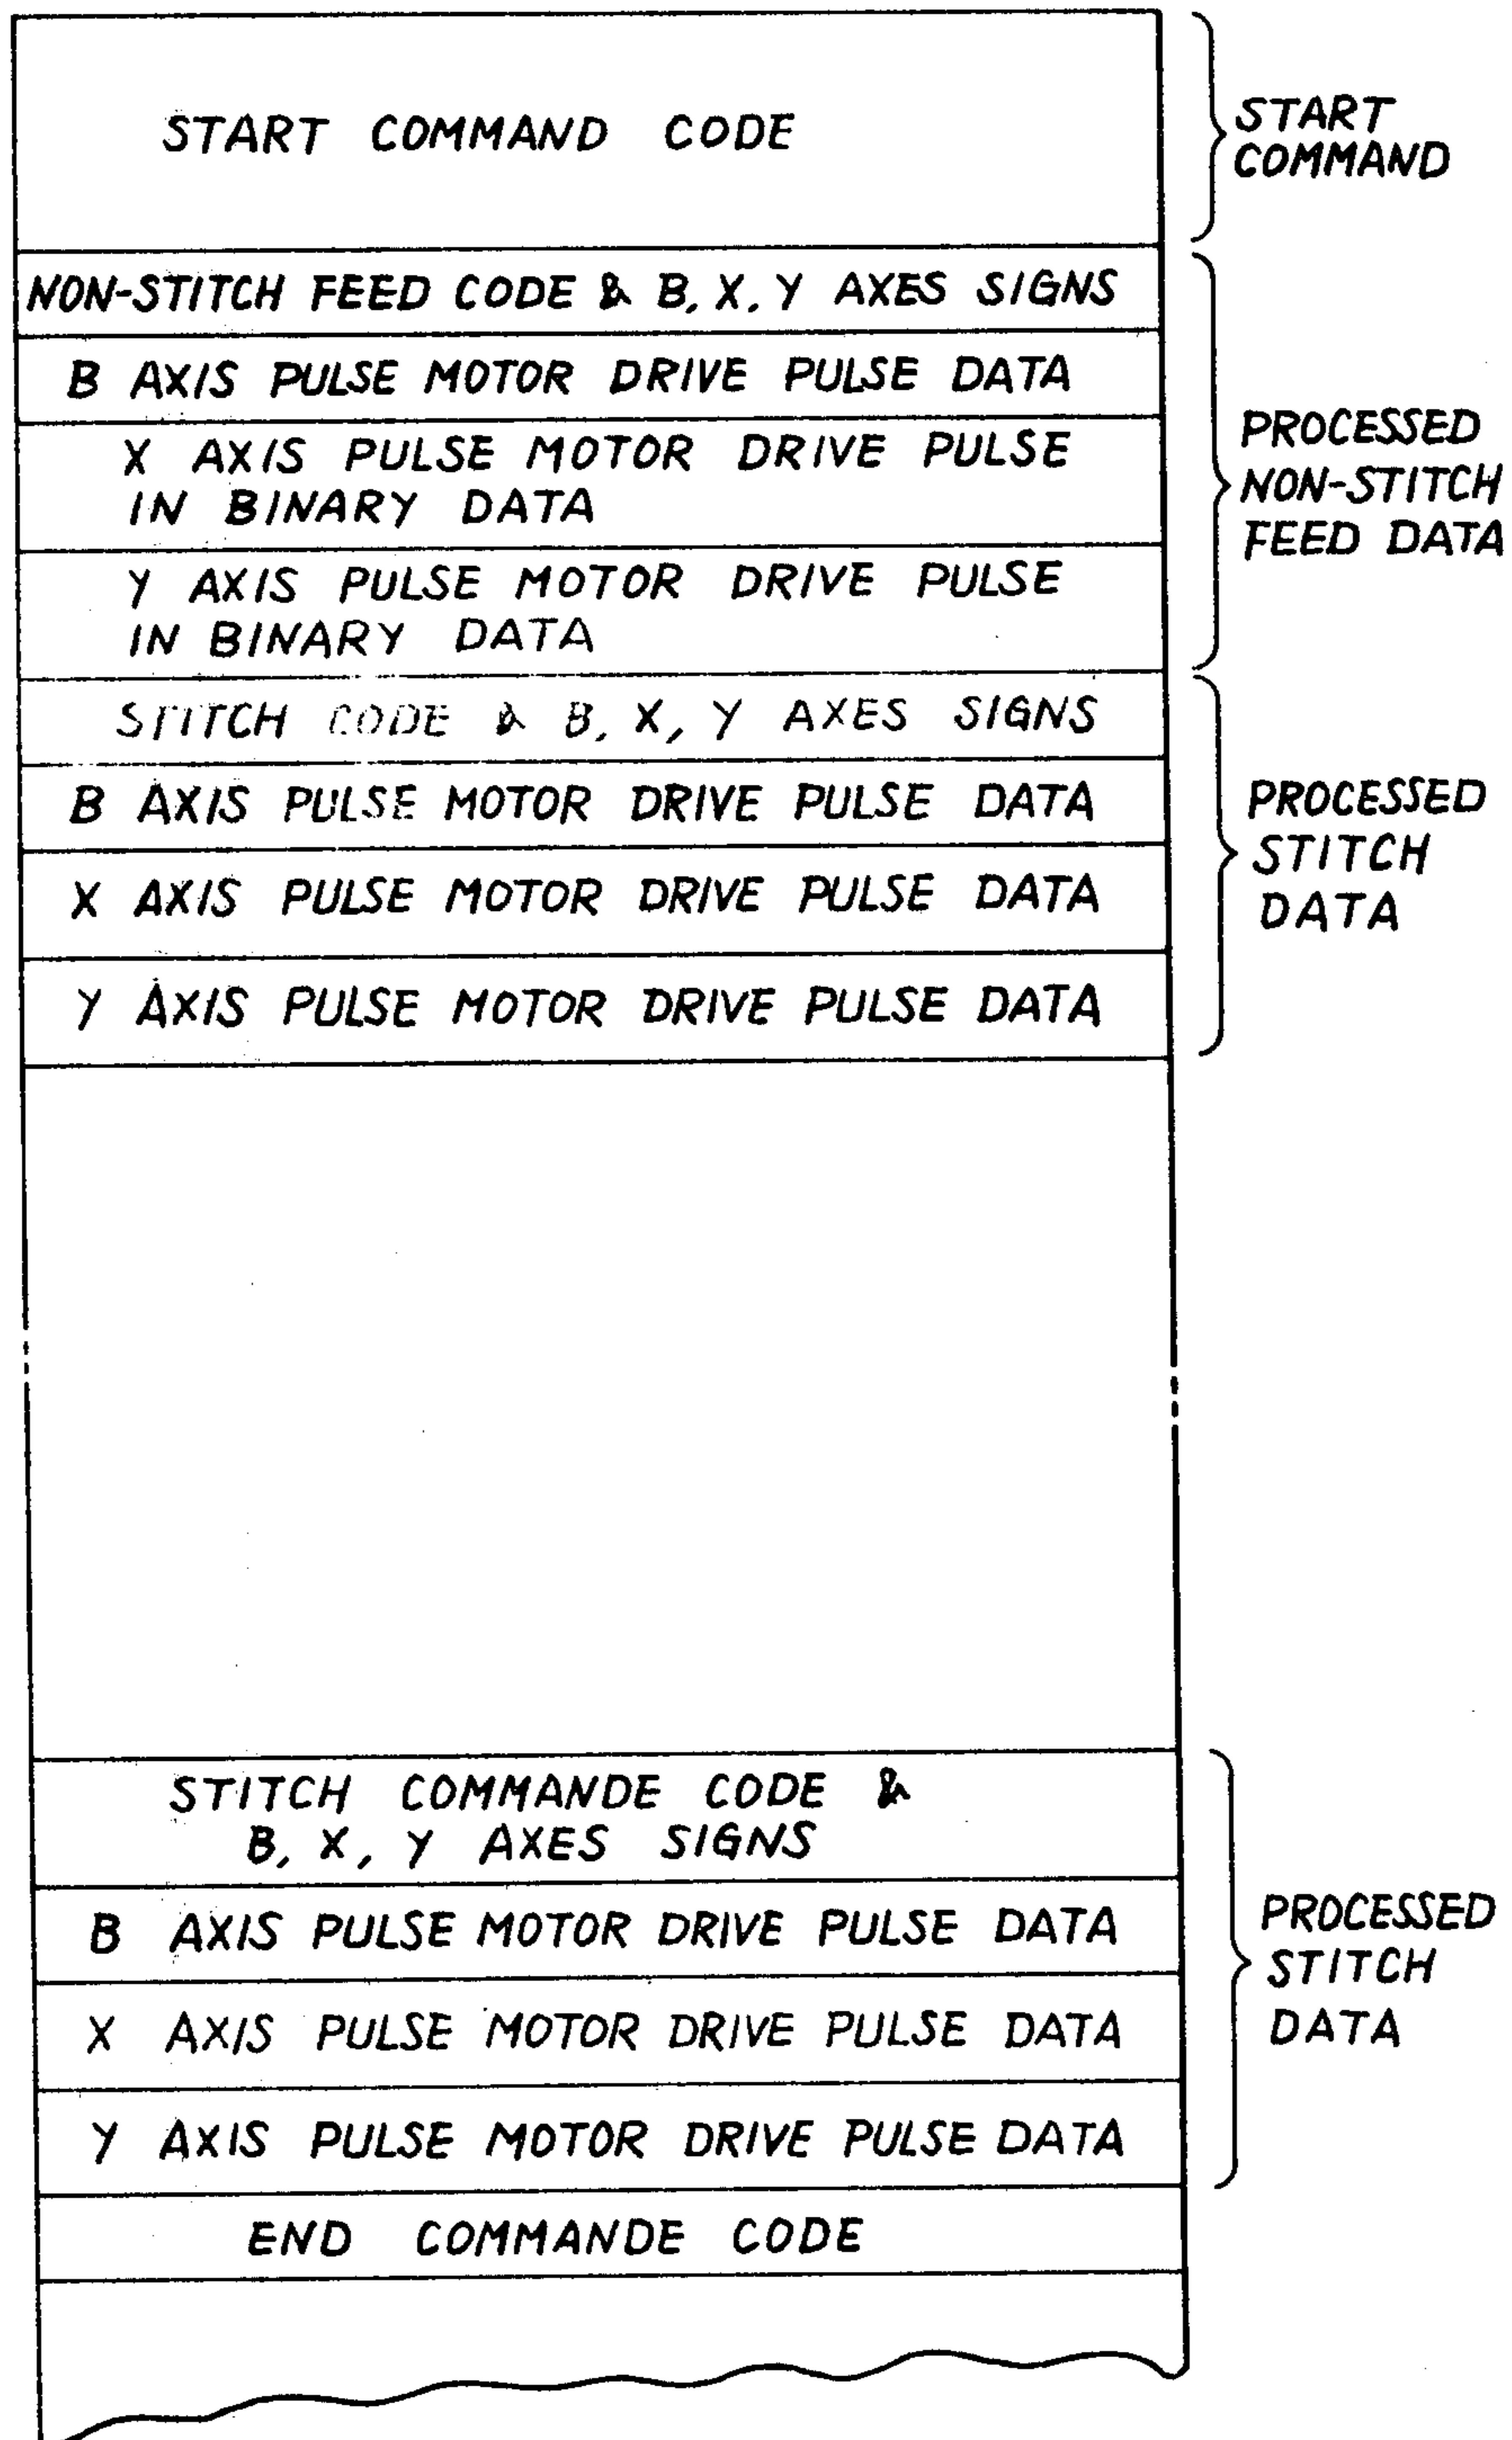 START COMMAND CODE
START
COMMAND
NON-STITCH FEED CODE & B, X, Y AXES SIGNS
B AXIS PULSE MOTOR DRIVE PULSE DATA
X AXIS PULSE MOTOR DRIVE PULSE
IN BINARY DATA
Y AXIS PULSE MOTOR DRIVE PULSE
IN BINARY DATA
PROCESSED
NON-STITCH
FEED DATA
STITCH CODE & B, X, Y AXES SIGNS
B AXIS PULSE MOTOR DRIVE PULSE DATA
X AXIS PULSE MOTOR DRIVE PULSE DATA
Y AXIS PULSE MOTOR DRIVE PULSE DATA
PROCESSED
STITCH
DATA
STITCH COMMANDE CODE &
B, X, Y AXES SIGNS
B AXIS PULSE MOTOR DRIVE PULSE DATA
X AXIS PULSE MOTOR DRIVE PULSE DATA
Y AXIS PULSE MOTOR DRIVE PULSE DATA
PROCESSED
STITCH
DATA
END COMMANDE CODE